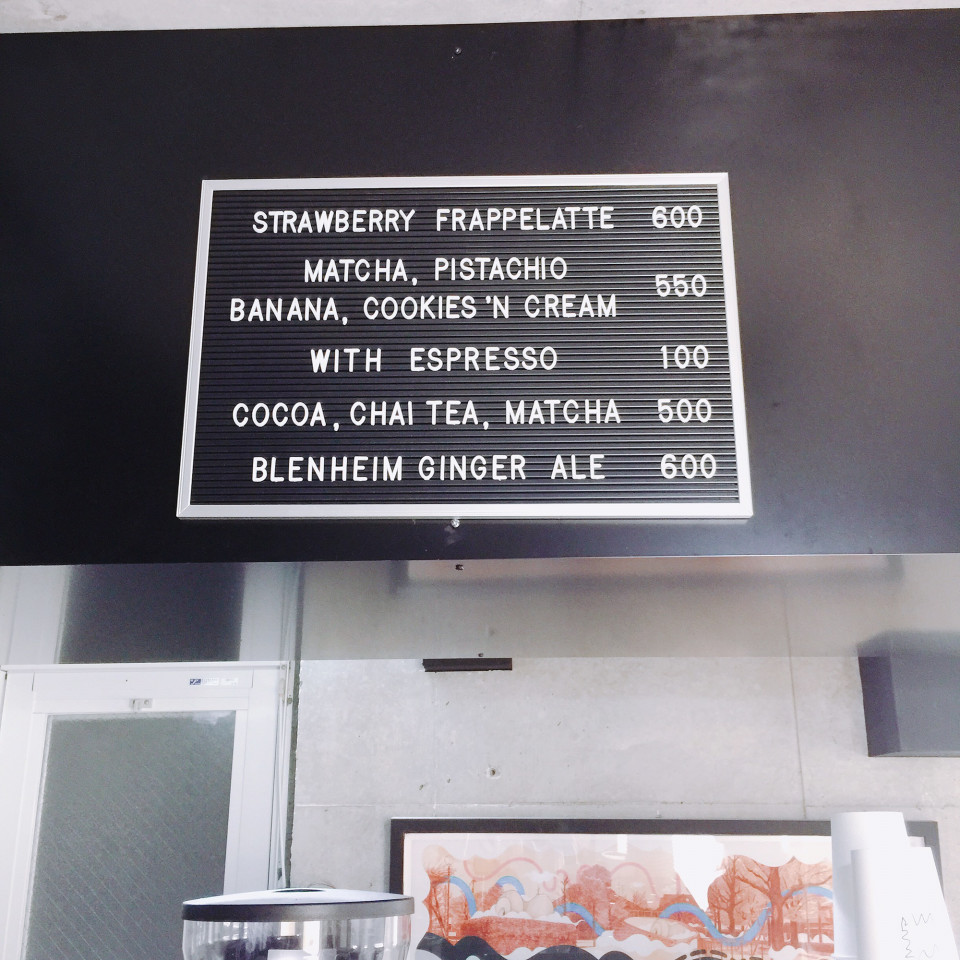 STRAWBERRY FRAPPELATTE 600
MATCHA, PISTACHIO
BANANA, COOKIES 'N CREAM 550
WITH ESPRESSO 100
COCOA, CHAI TEA, MATCHA 500
BLENHEIM GINGER ALE 600